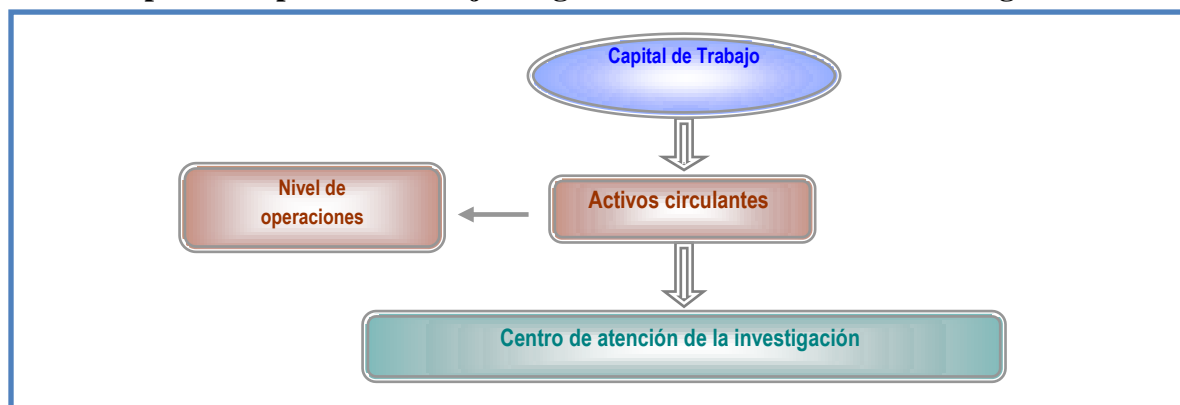 Capital de Trabajo
Nivel de
operaciones
Activos circulantes
Centro de atención de la investigación